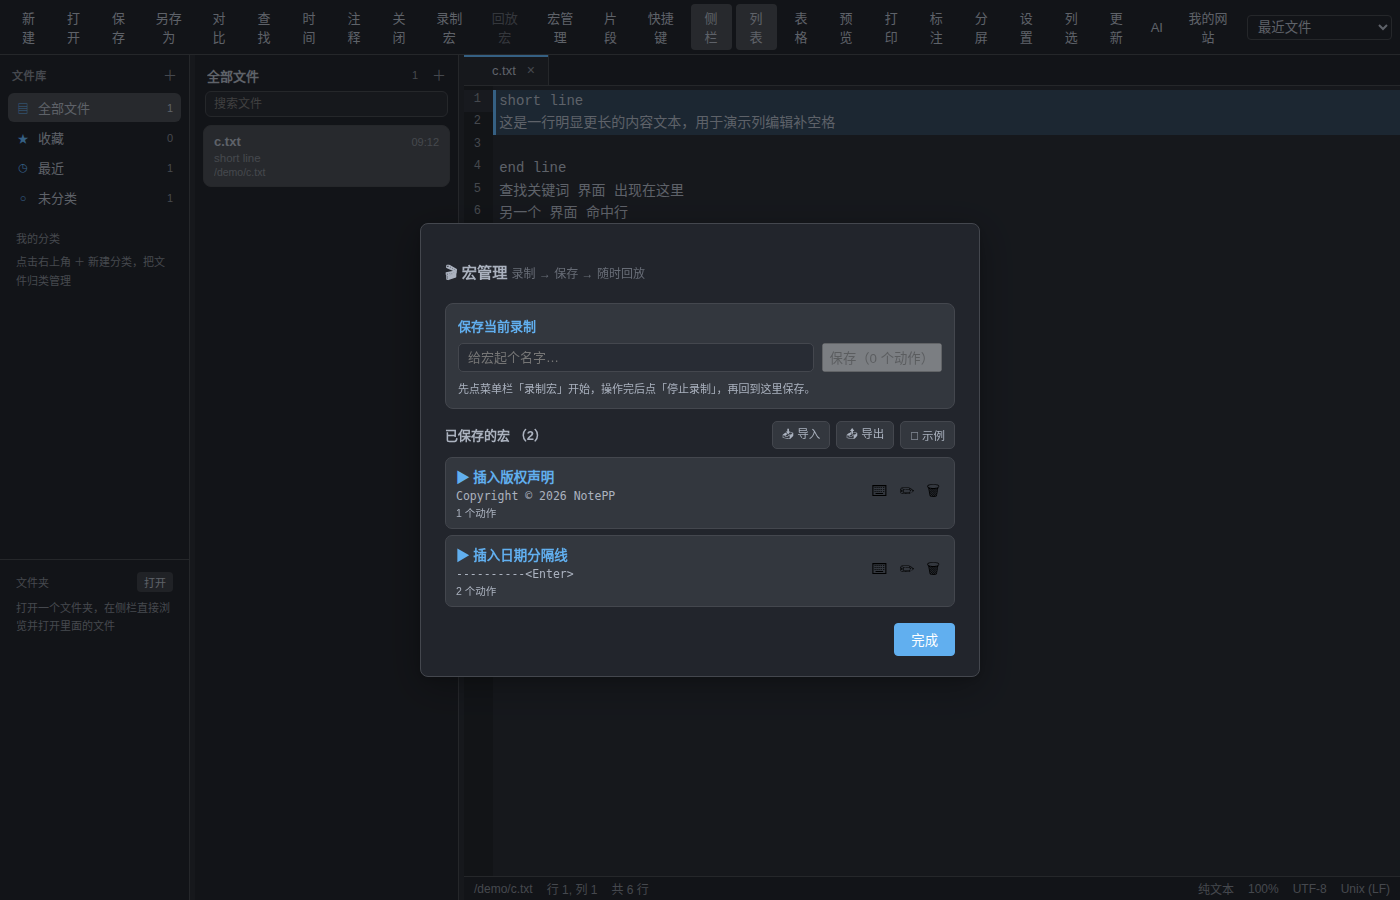 新建 打开 保存 另存为 对比 查找 时间 注释 关闭 录制宏 回放宏 宏管理 片段 快捷键 侧栏 列表 表格 预览 打印 标注 分屏 设置 列选 更新 AI 我的网站 最近文件
文件库 ＋
全部文件 1
收藏 0
最近 1
未分类 1
我的分类
点击右上角 ＋ 新建分类，把文
件归类管理
文件夹 打开
打开一个文件夹，在侧栏直接浏
览并打开里面的文件
全部文件 1 ＋
搜索文件
c.txt 09:12
short line
/demo/c.txt
c.txt ×
1 short line
2 这是一行明显更长的内容文本，用于演示列编辑补空格
3
4 end line
5 查找关键词 界面 出现在这里
6 另一个 界面 命中行
宏管理 录制 → 保存 → 随时回放
保存当前录制
给宏起个名字…
保存（0 个动作）
先点菜单栏「录制宏」开始，操作完后点「停止录制」，再回到这里保存。
已保存的宏 （2） 导入 导出 示例
▶ 插入版权声明
Copyright © 2026 NotePP
1 个动作
▶ 插入日期分隔线
----------<Enter>
2 个动作
完成
/demo/c.txt 行 1, 列 1 共 6 行 纯文本 100% UTF-8 Unix (LF)